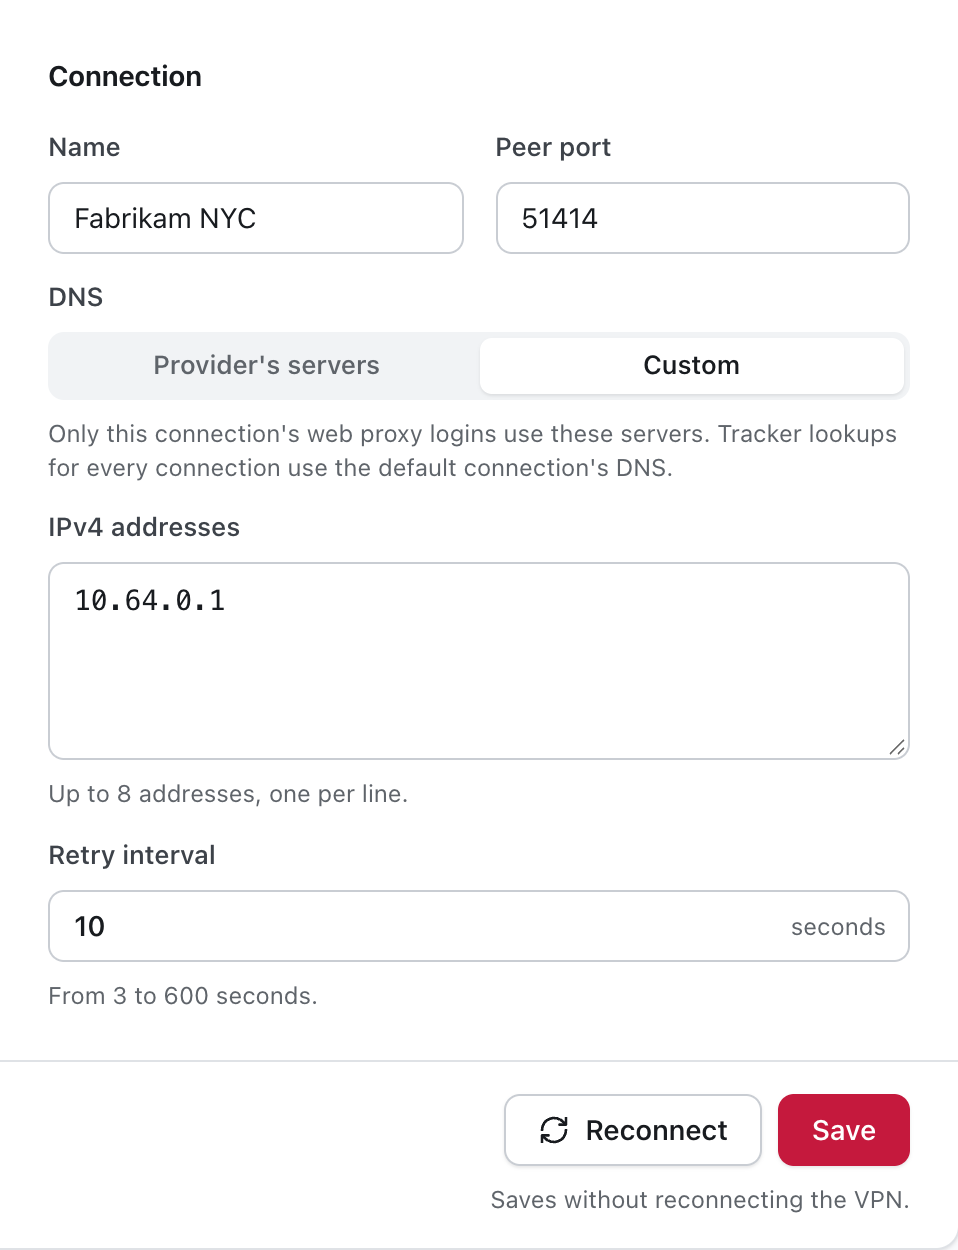 Connection
Name
Peer port
Fabrikam NYC
51414
DNS
Provider's servers
Custom
Only this connection's web proxy logins use these servers. Tracker lookups
for every connection use the default connection's DNS.
IPv4 addresses
10.64.0.1
Up to 8 addresses, one per line.
Retry interval
10
seconds
From 3 to 600 seconds.
Reconnect
Save
Saves without reconnecting the VPN.